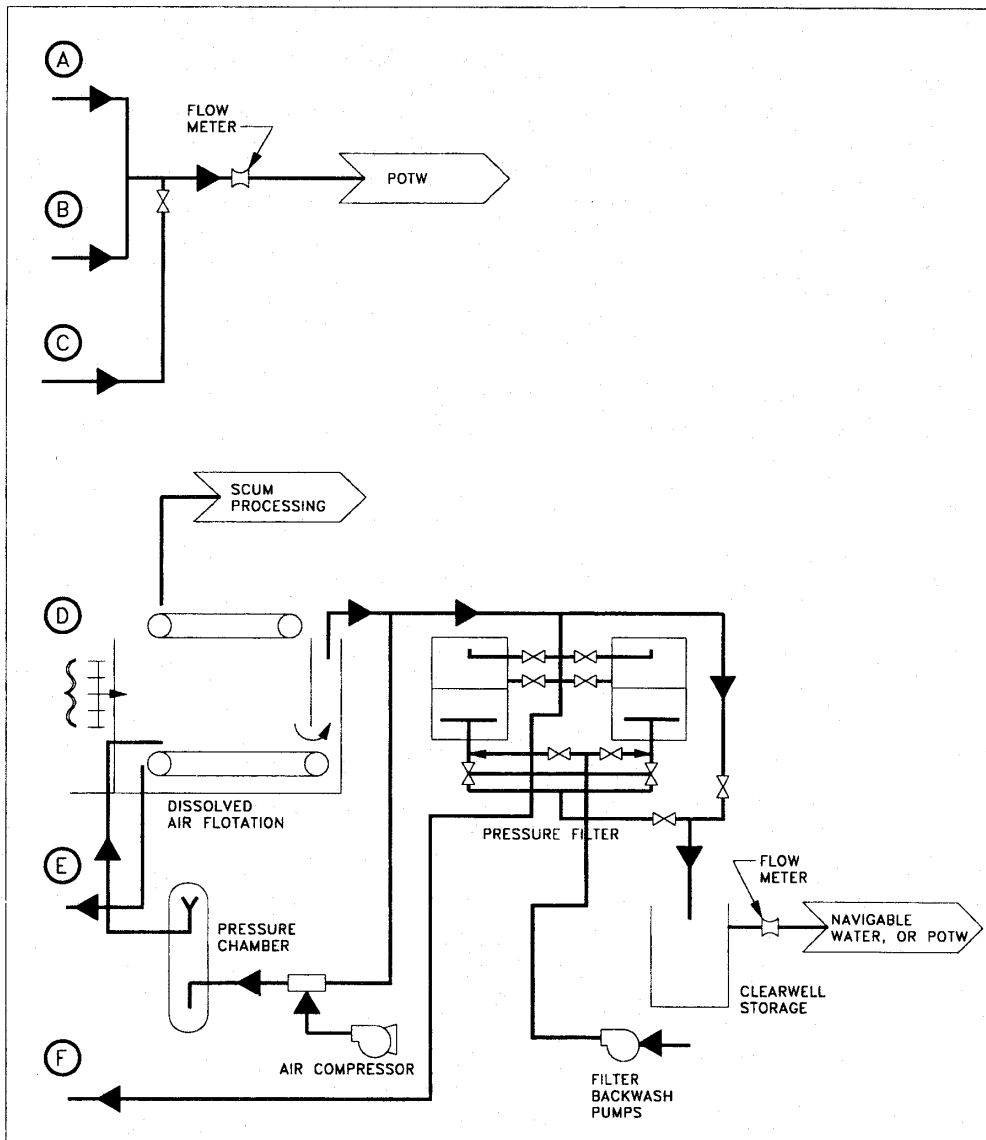 A
FLOW
METER
POTW
B
C
SCUM
PROCESSING
D
DISSOLVED
AIR FLOTATION
PRESSURE FILTER
E
FLOW
METER
PRESSURE
CHAMBER
NAVIGABLE
WATER, OR POTW
CLEARWELL
STORAGE
F
AIR COMPRESSOR
FILTER
BACKWASH
PUMPS